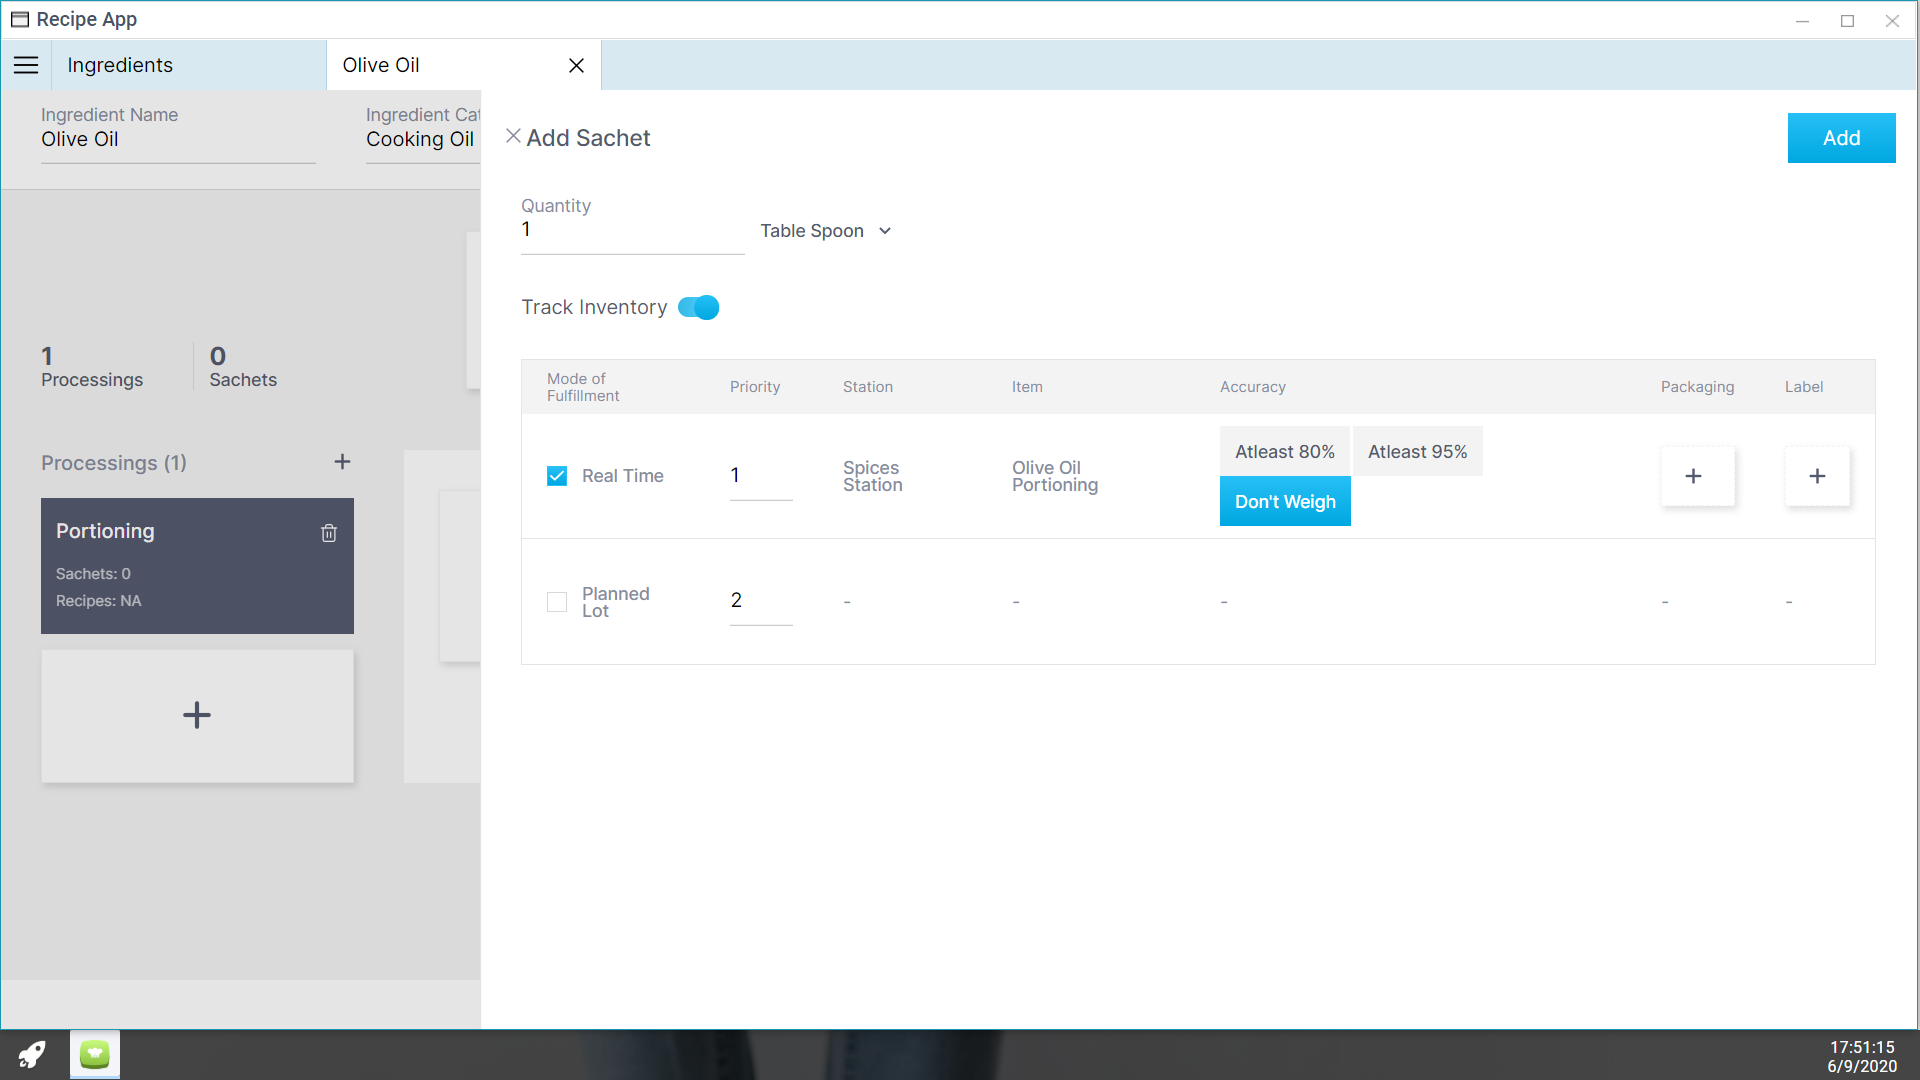 Recipe App
Ingredients
Olive Oil
Ingredient Name
Olive Oil
Ingredient Cat
Cooking Oil
Add Sachet
Add
Quantity
1
Table Spoon
Track Inventory
1
Processings
0
Sachets
Processings (1)
Portioning
Sachets: 0
Recipes: NA
Mode of
Fulfillment
Priority
Station
Item
Accuracy
Packaging
Label
Real Time
1
Spices
Station
Olive Oil
Portioning
Atleast 80%
Atleast 95%
Don't Weigh
Planned
Lot
2
-
-
-
-
-
17:51:15
6/9/2020